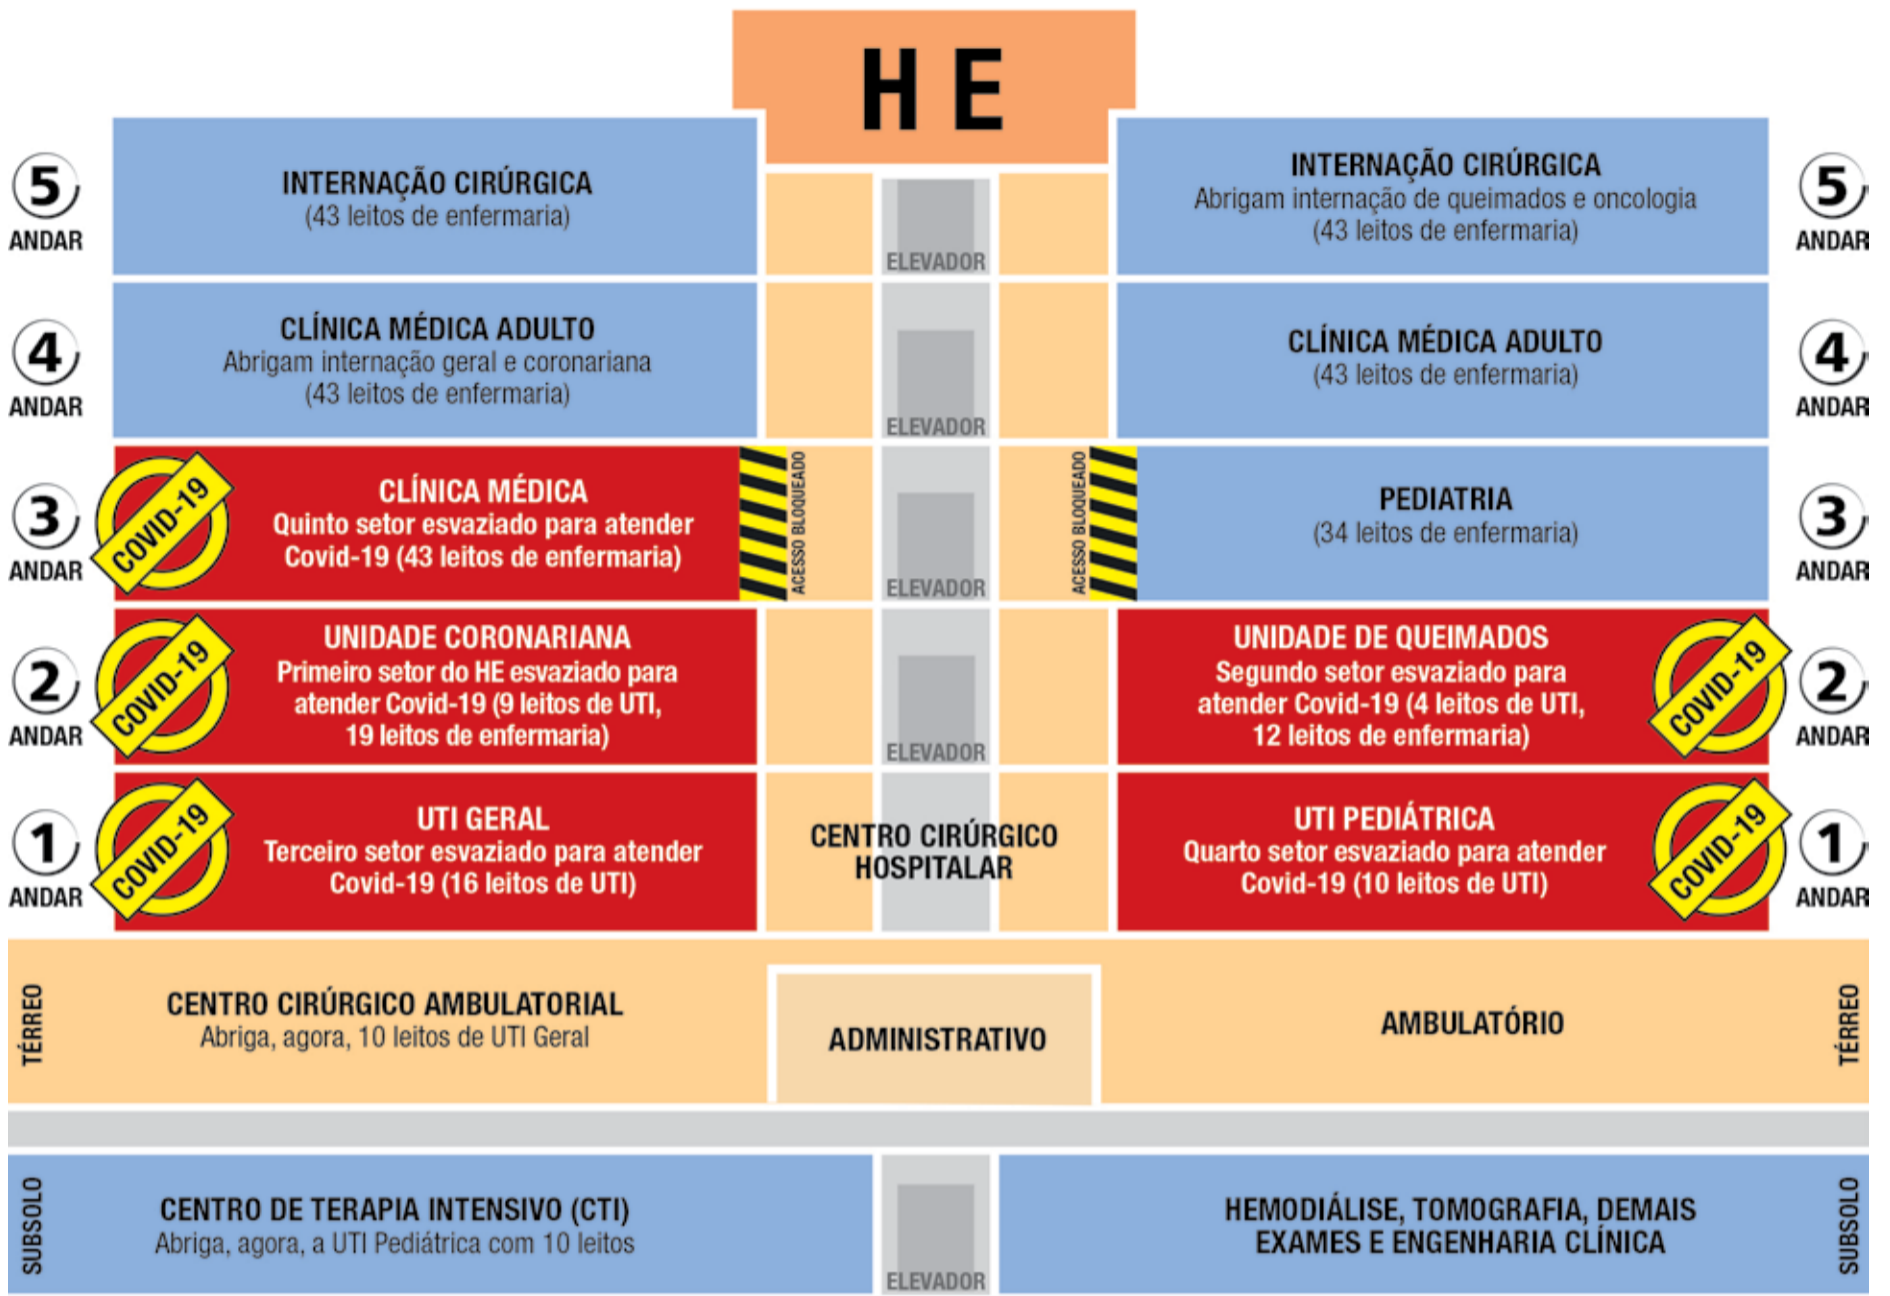 H E
5
ANDAR
INTERNAÇÃO CIRÚRGICA
(43 leitos de enfermaria)
ELEVADOR
INTERNAÇÃO CIRÚRGICA
Abrigam internação de queimados e oncologia
(43 leitos de enfermaria)
5
ANDAR
4
ANDAR
CLÍNICA MÉDICA ADULTO
Abrigam internação geral e coronariana
(43 leitos de enfermaria)
ELEVADOR
CLÍNICA MÉDICA ADULTO
(43 leitos de enfermaria)
4
ANDAR
3
ANDAR
COVID-19
CLÍNICA MÉDICA
Quinto setor esvaziado para atender
Covid-19 (43 leitos de enfermaria)
ACESSO BLOQUEADO
ELEVADOR
ACESSO BLOQUEADO
PEDIATRIA
(34 leitos de enfermaria)
3
ANDAR
2
ANDAR
COVID-19
UNIDADE CORONARIANA
Primeiro setor do HE esvaziado para
atender Covid-19 (9 leitos de UTI,
19 leitos de enfermaria)
ELEVADOR
UNIDADE DE QUEIMADOS
Segundo setor esvaziado para
atender Covid-19 (4 leitos de UTI,
12 leitos de enfermaria)
COVID-19
2
ANDAR
1
ANDAR
COVID-19
UTI GERAL
Terceiro setor esvaziado para atender
Covid-19 (16 leitos de UTI)
CENTRO CIRÚRGICO
HOSPITALAR
UTI PEDIÁTRICA
Quarto setor esvaziado para atender
Covid-19 (10 leitos de UTI)
COVID-19
1
ANDAR
TÉRREO
CENTRO CIRÚRGICO AMBULATORIAL
Abriga, agora, 10 leitos de UTI Geral
ADMINISTRATIVO
AMBULATÓRIO
TÉRREO
SUBSOLO
CENTRO DE TERAPIA INTENSIVO (CTI)
Abriga, agora, a UTI Pediátrica com 10 leitos
ELEVADOR
HEMODIÁLISE, TOMOGRAFIA, DEMAIS
EXAMES E ENGENHARIA CLÍNICA
SUBSOLO